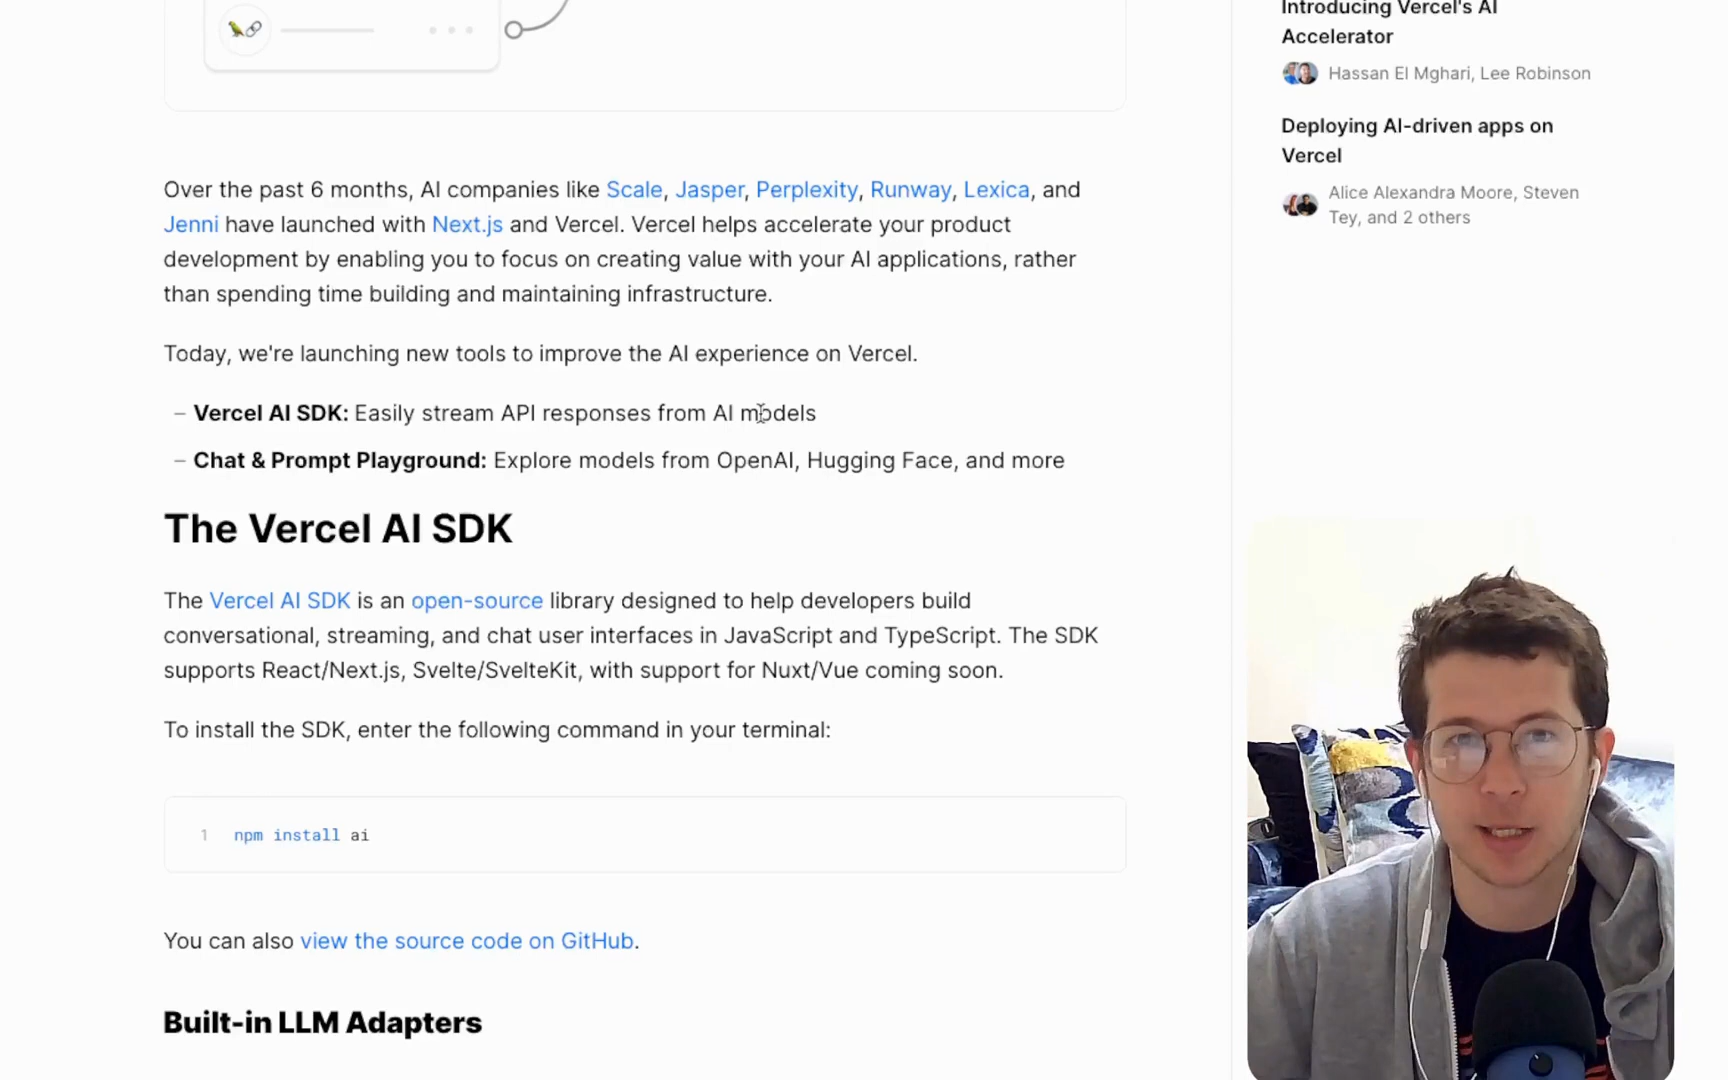 Over the past 6 months, AI companies like Scale, Jasper, Perplexity, Runway, Lexica, and
Jenni have launched with Next.js and Vercel. Vercel helps accelerate your product
development by enabling you to focus on creating value with your AI applications, rather
than spending time building and maintaining infrastructure.
Today, we're launching new tools to improve the AI experience on Vercel.
– Vercel AI SDK: Easily stream API responses from AI models
– Chat & Prompt Playground: Explore models from OpenAI, Hugging Face, and more
The Vercel AI SDK
The Vercel AI SDK is an open-source library designed to help developers build
conversational, streaming, and chat user interfaces in JavaScript and TypeScript. The SDK
supports React/Next.js, Svelte/SvelteKit, with support for Nuxt/Vue coming soon.
To install the SDK, enter the following command in your terminal:
1 npm install ai
You can also view the source code on GitHub.
Built-in LLM Adapters
Introducing Vercel's AI
Accelerator
Hassan El Mghari, Lee Robinson
Deploying AI-driven apps on
Vercel
Alice Alexandra Moore, Steven
Tey, and 2 others